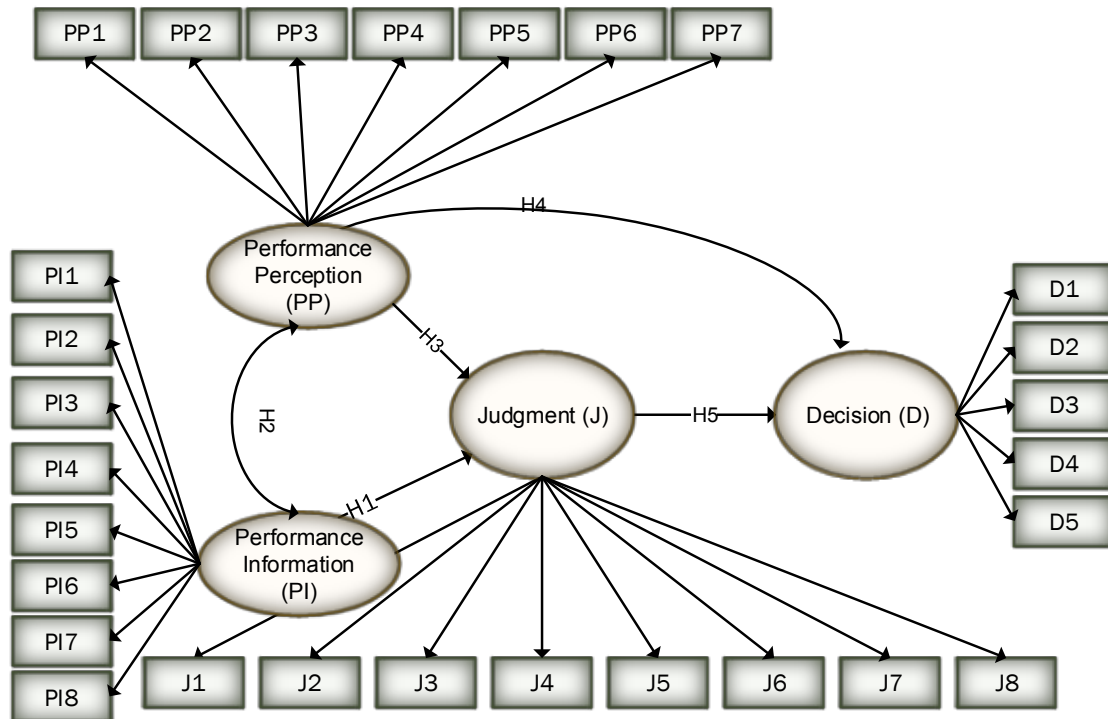 PP1
PP2
PP3
PP4
PP5
PP6
PP7
H4
Performance
Perception
(PP)
PI1
PI2
PI3
PI4
PI5
PI6
PI7
PI8
H3
H2
Judgment (J)
H5
Decision (D)
D1
D2
D3
D4
D5
H1
Performance
Information
(PI)
J1
J2
J3
J4
J5
J6
J7
J8